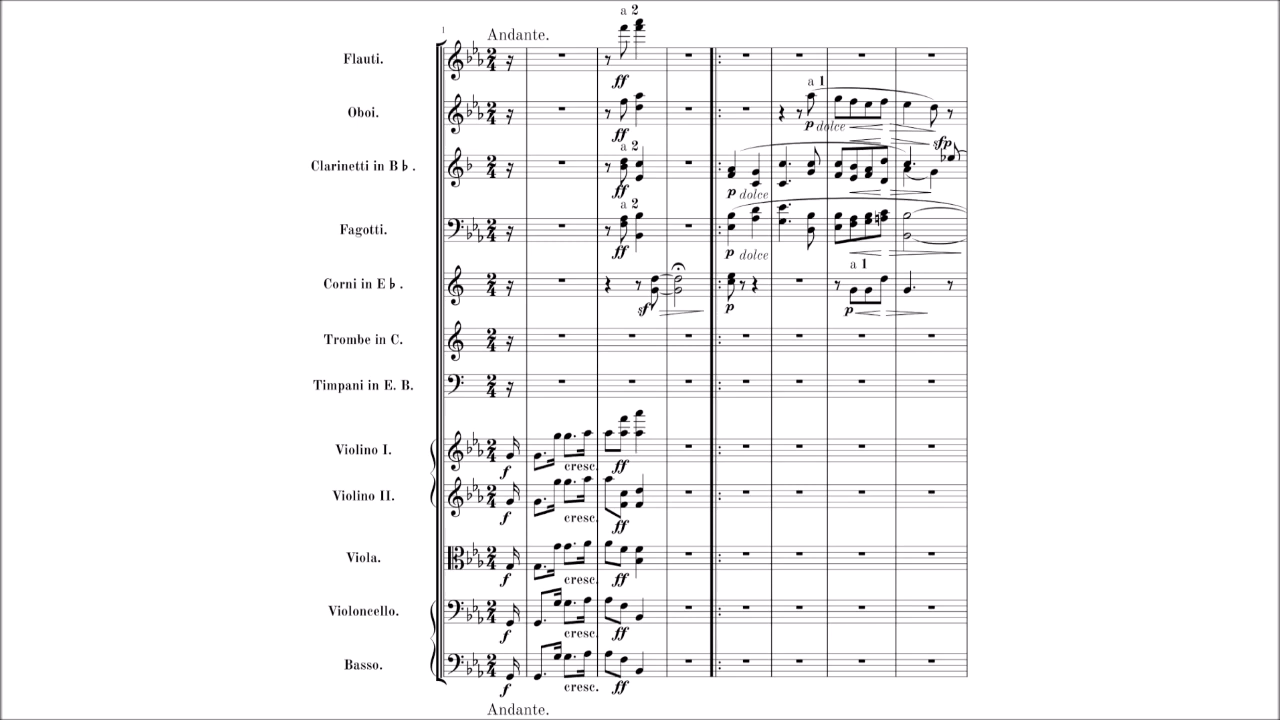 a 2
Andante.
1
Flauti.
ff
Oboi.
ff
a 1
p dolce
Clarinetti in B♭.
a 2
ff
p dolce
sfp
Fagotti.
a 2
ff
p dolce
Corni in E♭.
sf
p
a 1
p
Trombe in C.
Timpani in E. B.
Violino I.
f
cresc.
ff
Violino II.
f
cresc.
ff
Viola.
f
cresc.
ff
Violoncello.
f
cresc.
ff
Basso.
f
cresc.
ff
Andante.